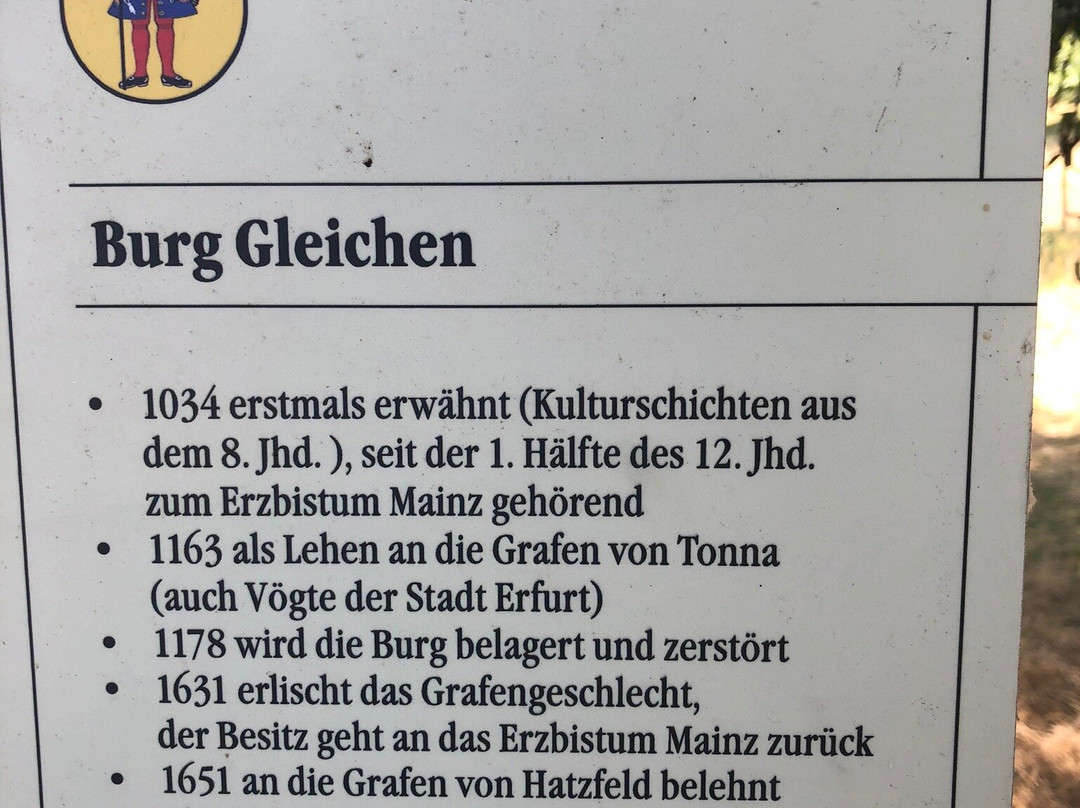 Burg Gleichen
• 1034 erstmals erwähnt (Kulturschichten aus
dem 8. Jhd. ), seit der 1. Hälfte des 12. Jhd.
zum Erzbistum Mainz gehörend
• 1163 als Lehen an die Grafen von Tonna
(auch Vögte der Stadt Erfurt)
• 1178 wird die Burg belagert und zerstört
• 1631 erlischt das Grafengeschlecht,
der Besitz geht an das Erzbistum Mainz zurück
• 1651 an die Grafen von Hatzfeld belehnt